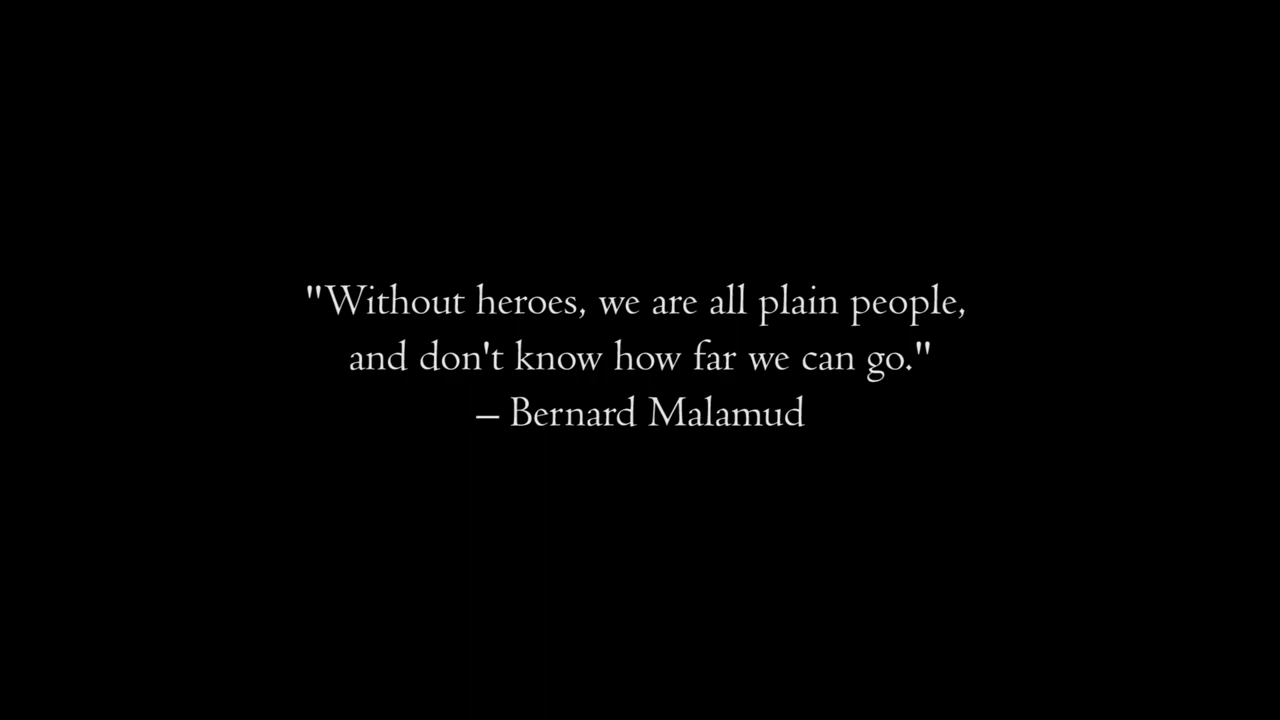 "Without heroes, we are all plain people,
and don't know how far we can go."
– Bernard Malamud